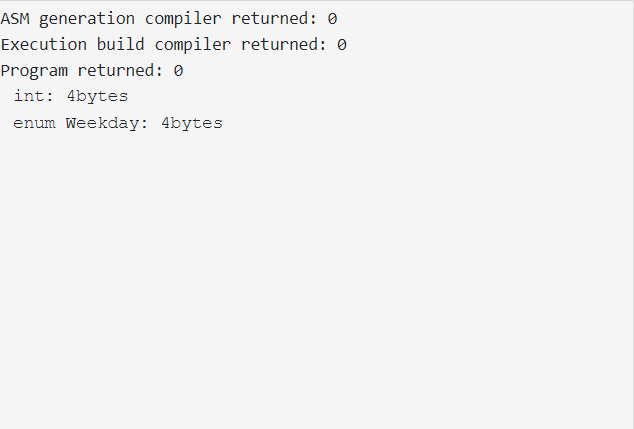 ASM generation compiler returned: 0
Execution build compiler returned: 0
Program returned: 0
int: 4bytes
enum Weekday: 4bytes